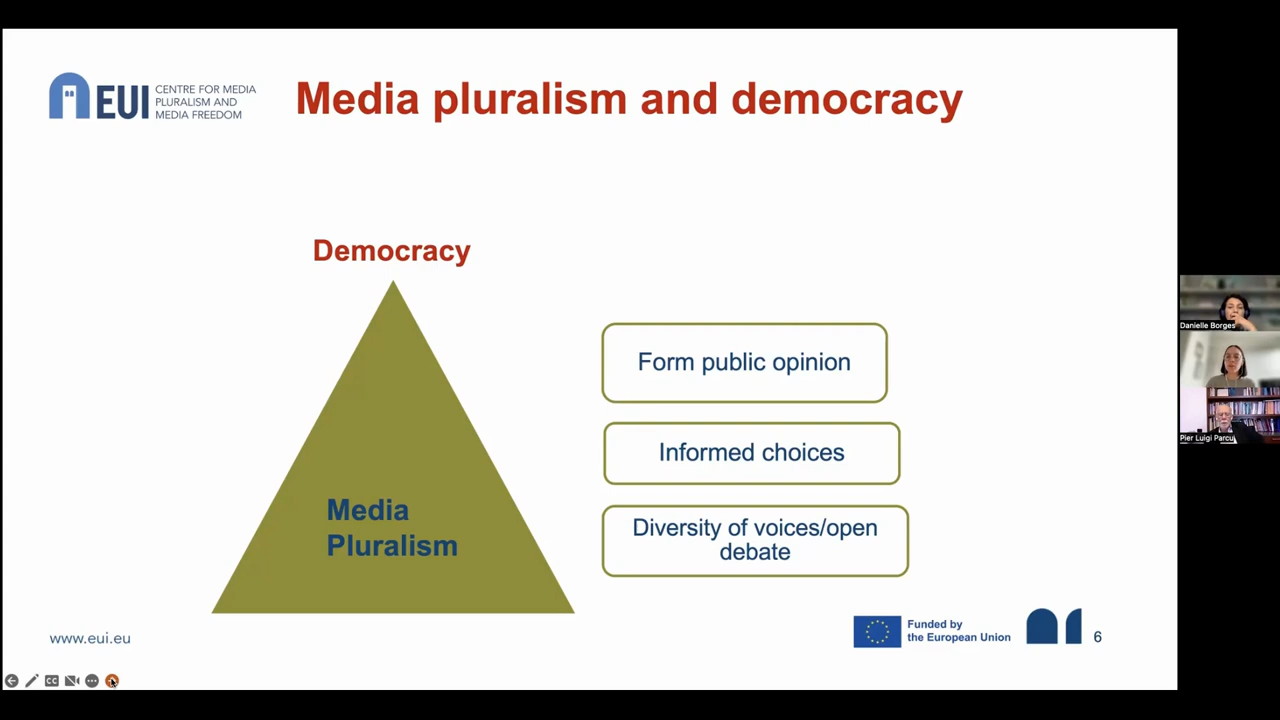 EUI
CENTRE FOR MEDIA
PLURALISM AND
MEDIA FREEDOM
Media pluralism and democracy
Democracy
Form public opinion
Informed choices
Media
Pluralism
Diversity of voices/open
debate
www.eui.eu
Funded by
the European Union
6
CC
Danielle Borges
Pier Luigi Parcu